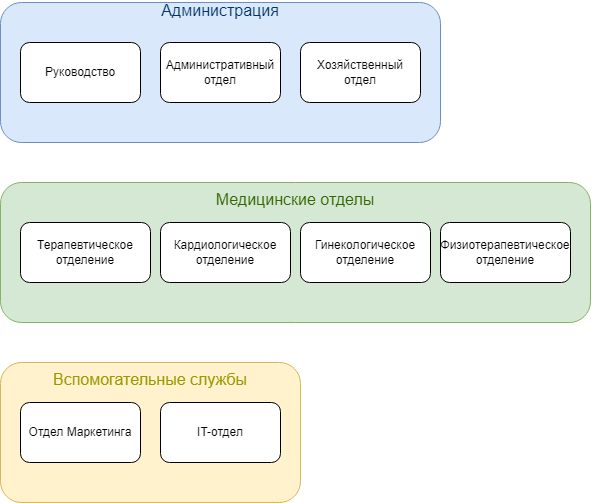 Администрация
Руководство
Административный
отдел
Хозяйственный
отдел
Медицинские отделы
Терапевтическое
отделение
Кардиологическое
отделение
Гинекологическое
отделение
Физиотерапевтическое
отделение
Вспомогательные службы
Отдел Маркетинга
IT-отдел